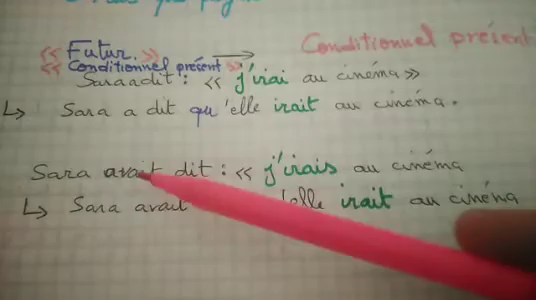 « Futur. » → Conditionnel présent
« Conditionnel présent »
Sara a dit : « j'irai au cinéma »
↳ Sara a dit qu'elle irait au cinéma.
Sara avait dit : « j'irais au cinéma
↳ Sara avait 'elle irait au cinéma